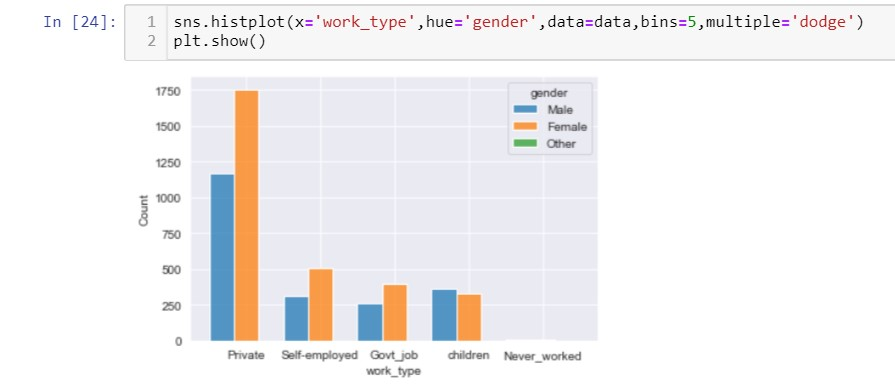 In [24]:
1 sns.histplot(x='work_type',hue='gender',data=data,bins=5,multiple='dodge')
2 plt.show()
gender
Male
Female
Other
1750
1500
1250
1000
750
500
250
0
Count
Private Self-employed Govt_job children Never_worked
work_type